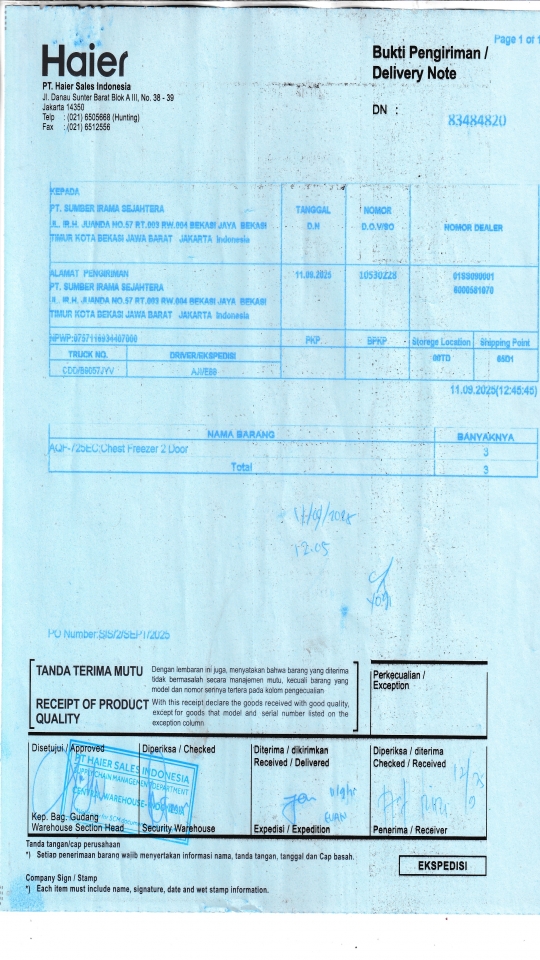 Page 1 of 1
Haier
PT. Haier Sales Indonesia
Jl. Danau Sunter Barat Blok A III, No. 38 - 39
Jakarta 14350
Telp : (021) 6505668 (Hunting)
Fax : (021) 6512556
Bukti Pengiriman /
Delivery Note
DN : 83484820
KEPADA
PT. SUMBER IRAMA SEJAHTERA
JL. IR.H. JUANDA NO.57 RT.003 RW.004 BEKASI JAYA BEKASI
TIMUR KOTA BEKASI JAWA BARAT JAKARTA Indonesia
TANGGAL
D.N
NOMOR
D.O.V/SO
NOMOR DEALER
ALAMAT PENGIRIMAN
PT. SUMBER IRAMA SEJAHTERA
JL. IR.H. JUANDA NO.57 RT.003 RW.004 BEKASI JAYA BEKASI
TIMUR KOTA BEKASI JAWA BARAT JAKARTA Indonesia
11.09.2025
10530228
NPWP:
PKP
BPKP
Storege Location
Shipping Point
TRUCK NO.
DRIVER/EKSPEDISI
00TD
05D1
11.09.2025(12:45:45)
NAMA BARANG
BANYAKNYA
AQF-725EC;Chest Freezer 2 Door
3
Total
3
12.05
PO Number:SIS/2/SEPT/2025
TANDA TERIMA MUTU
Dengan lembaran ini juga, menyatakan bahwa barang yang diterima
tidak bermasalah secara manajemen mutu, kecuali barang yang
model dan nomor serinya tertera pada kolom pengecualian
RECEIPT OF PRODUCT
QUALITY
With this receipt declare the goods received with good quality,
except for goods that model and serial number listed on the
exception column
Perkecualian /
Exception
Disetujui / Approved
Diperiksa / Checked
Diterima / dikirimkan
Received / Delivered
Diperiksa / diterima
Checked / Received
PT HAIER SALES INDONESIA
SUPPLY CHAIN MANAGEMENT DEPARTMENT
CENTRAL WAREHOUSE-
Kep. Bag. Gudang
Warehouse Section Head
Security Warehouse
Expedisi / Expedition
Penerima / Receiver
Tanda tangan/cap perusahaan
*) Setiap penerimaan barang wajib menyertakan informasi nama, tanda tangan, tanggal dan Cap basah.
EKSPEDISI
Company Sign / Stamp
*) Each item must include name, signature, date and wet stamp information.